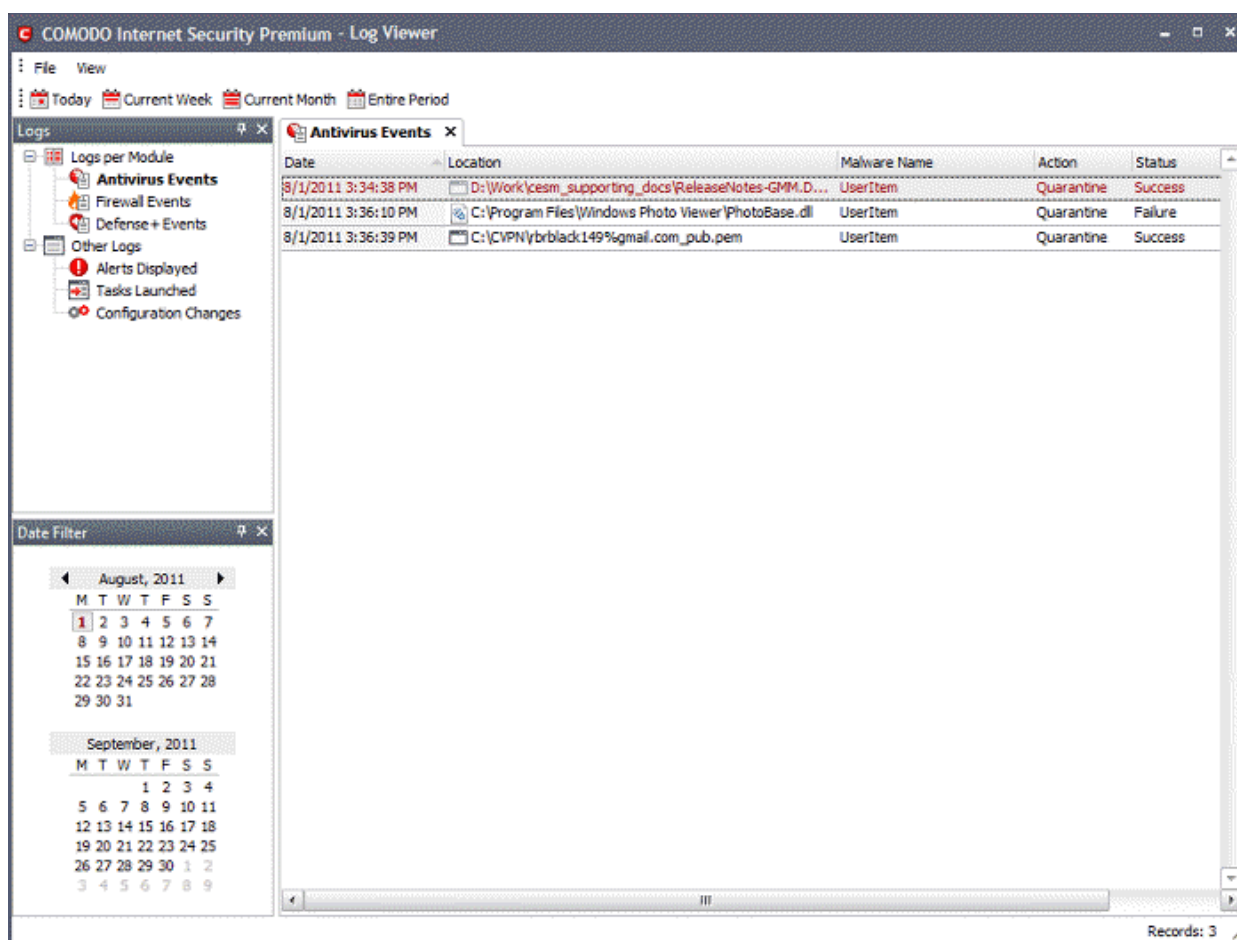 COMODO Internet Security Premium - Log Viewer
File View
Today Current Week Current Month Entire Period
Logs
Logs per Module
Antivirus Events
Firewall Events
Defense+ Events
Other Logs
Alerts Displayed
Tasks Launched
Configuration Changes
Antivirus Events
Date Location Malware Name Action Status
8/1/2011 3:34:38 PM D:\Work\cesm_supporting_docs\ReleaseNotes-GMM.D... UserItem Quarantine Success
8/1/2011 3:36:10 PM C:\Program Files\Windows Photo Viewer\PhotoBase.dll UserItem Quarantine Failure
8/1/2011 3:36:39 PM C:\CVPN\rbrblack149%gmail.com_pub.pem UserItem Quarantine Success
Date Filter
August, 2011
M T W T F S S
1 2 3 4 5 6 7
8 9 10 11 12 13 14
15 16 17 18 19 20 21
22 23 24 25 26 27 28
29 30 31
September, 2011
M T W T F S S
1 2 3 4
5 6 7 8 9 10 11
12 13 14 15 16 17 18
19 20 21 22 23 24 25
26 27 28 29 30 1 2
3 4 5 6 7 8 9
Records: 3